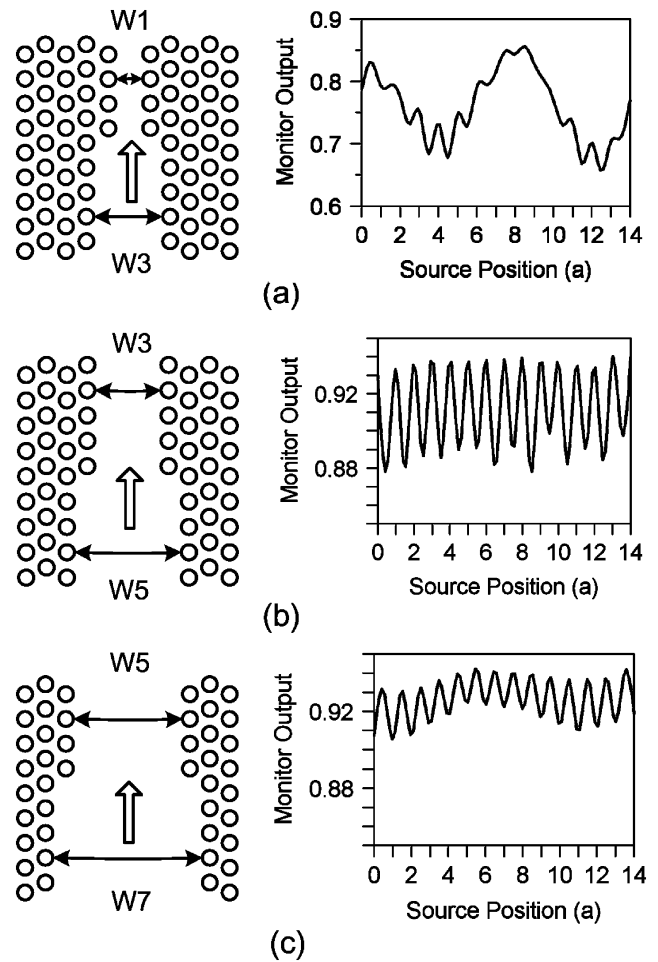 W1
W3
0.9
0.8
0.7
0.6
0 2 4 6 8 10 12 14
Monitor Output
Source Position (a)
(a)
W3
W5
0.92
0.88
0 2 4 6 8 10 12 14
Monitor Output
Source Position (a)
(b)
W5
W7
0.92
0.88
0 2 4 6 8 10 12 14
Monitor Output
Source Position (a)
(c)